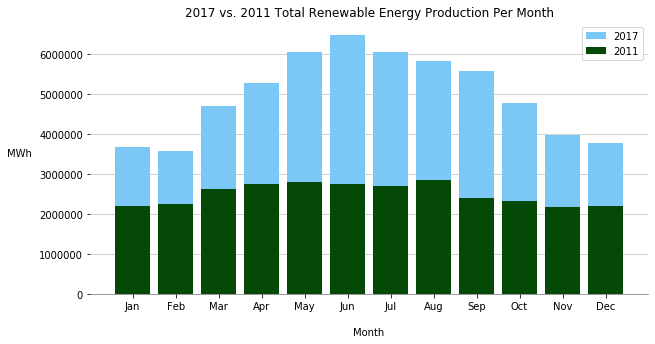 2017 vs. 2011 Total Renewable Energy Production Per Month
2017
2011
6000000
5000000
4000000
MWh
3000000
2000000
1000000
0
Jan Feb Mar Apr May Jun Jul Aug Sep Oct Nov Dec
Month